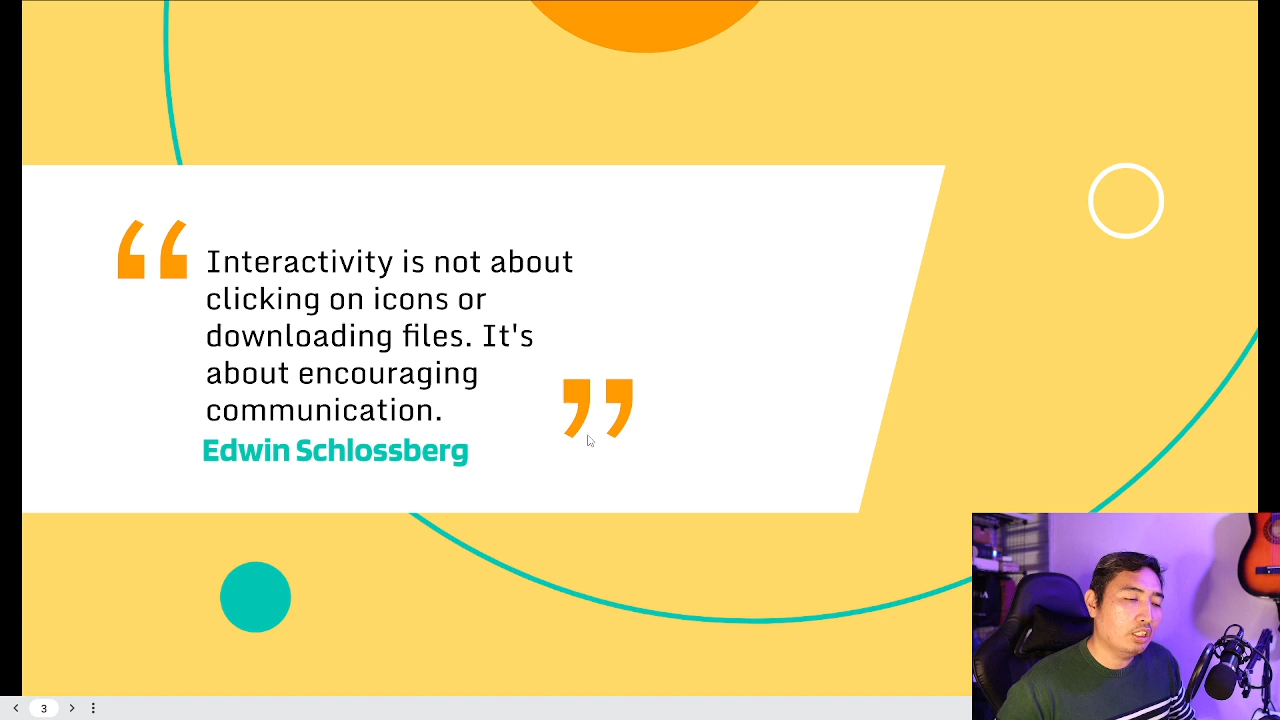 “ Interactivity is not about
clicking on icons or
downloading files. It's
about encouraging
communication. ”
Edwin Schlossberg
3